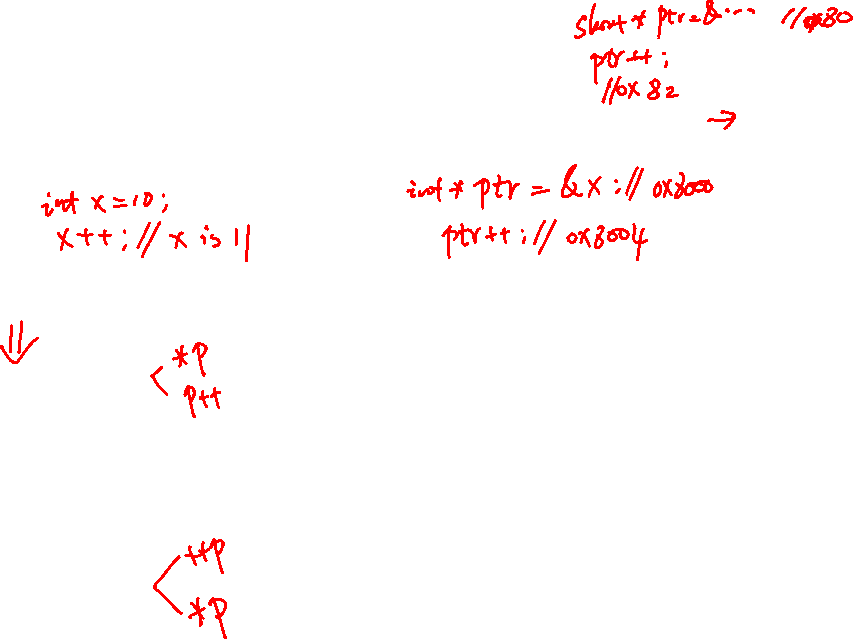 short * ptr = & ... //0x80
ptr++;
//0x82
→
int x=10;
x++; // x is 11
int * ptr = &x; // 0x8000
ptr++; // 0x8004
*p
p++
++p
*p